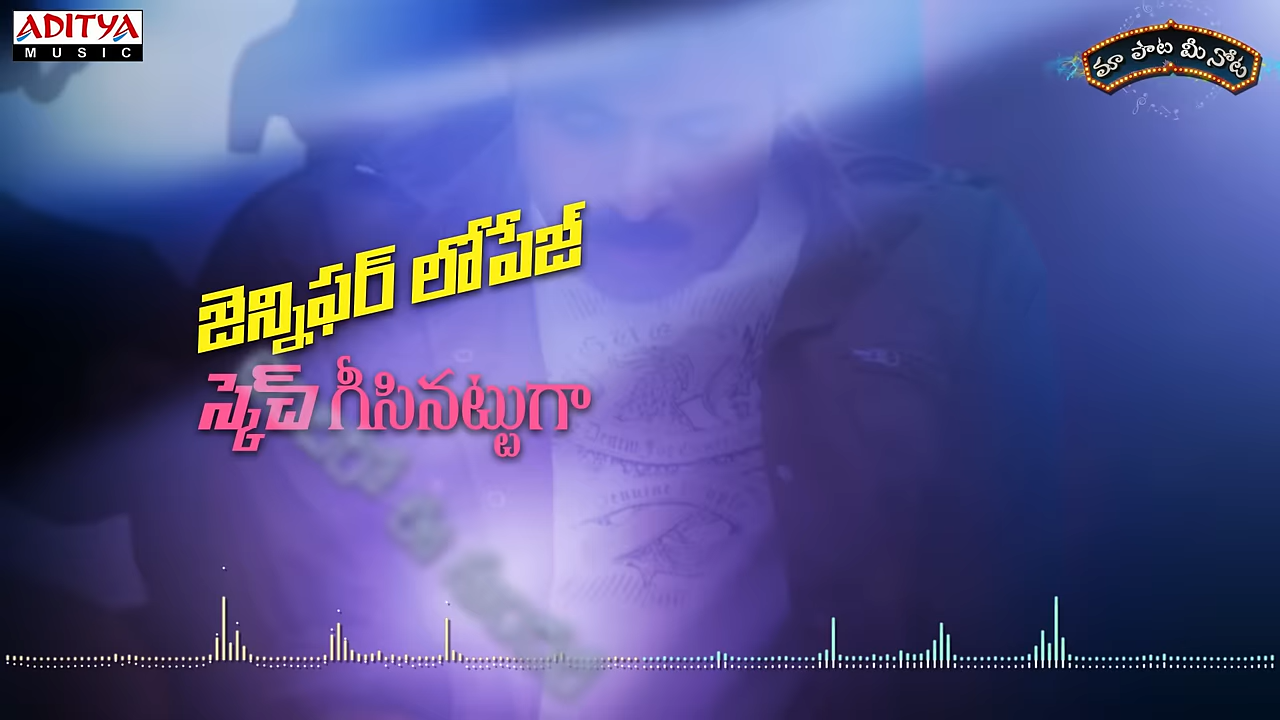 ADITYA
MUSIC
మా పాట మీ నోట
జెన్నిఫర్ లోపేజ్
స్కెచ్ గీసినట్టుగా